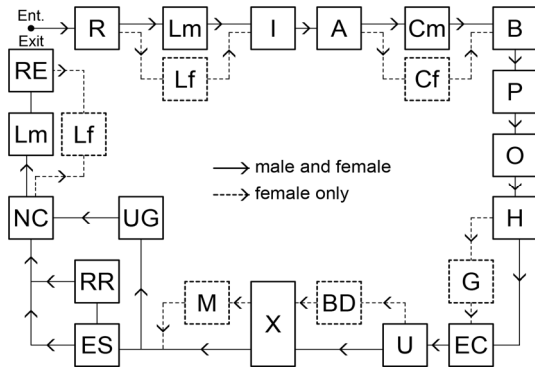 Ent.
Exit
R
Lm
I
A
Cm
B
Lf
Cf
RE
P
Lm
Lf
O
→ male and female
female only
NC
UG
H
RR
M
X
BD
G
ES
U
EC